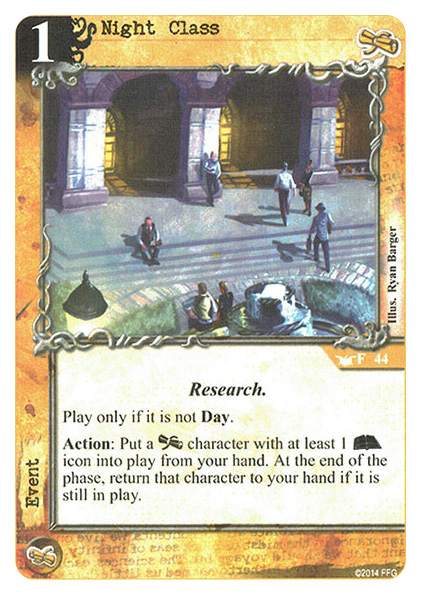 1
Night Class
Illus. Ryan Barger
F 44
Research.
Play only if it is not Day.
Action: Put a character with at least 1
icon into play from your hand. At the end of the
phase, return that character to your hand if it is
still in play.
Event
©2014 FFG